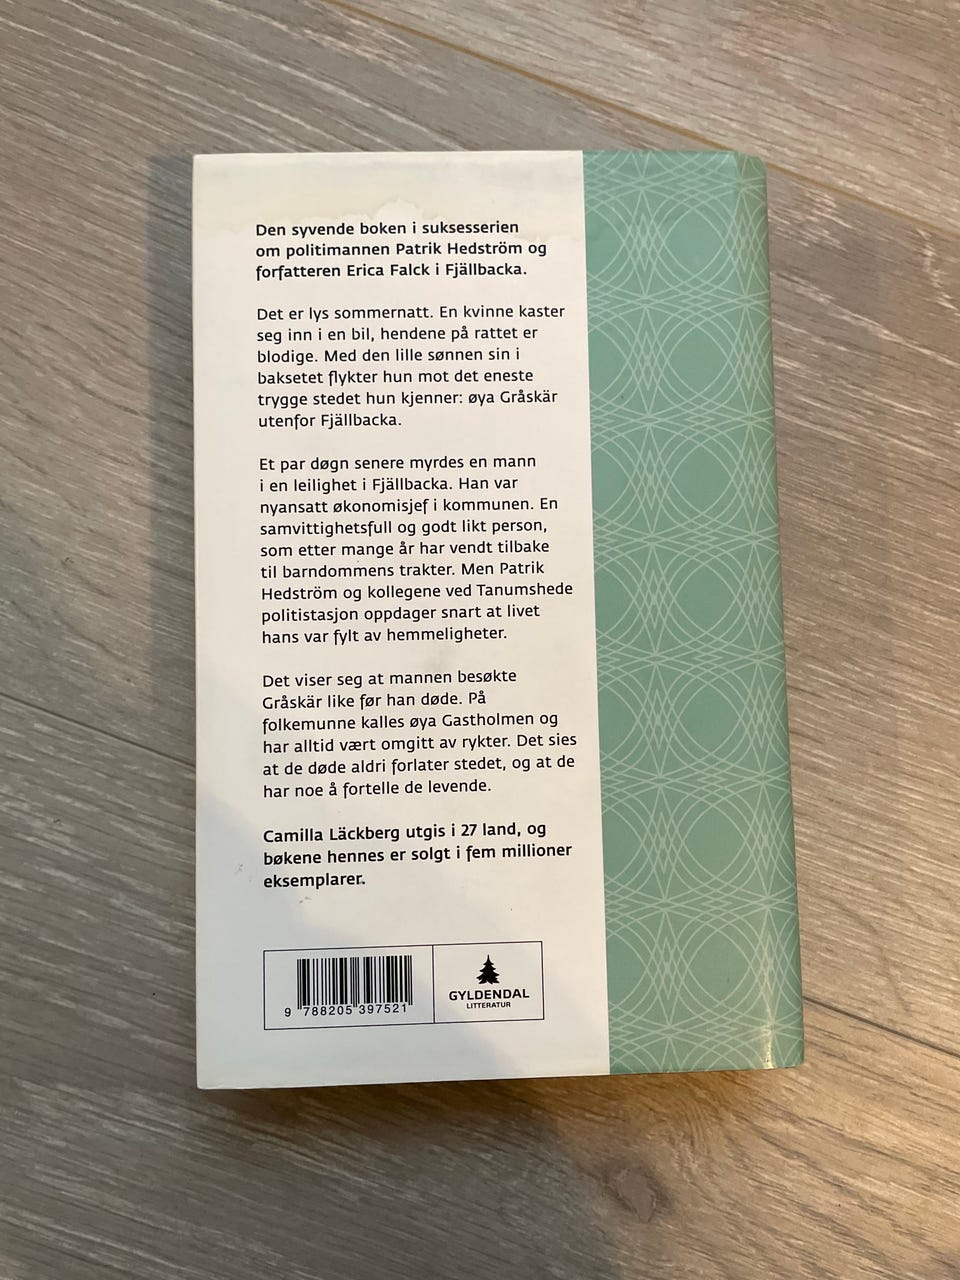 Den syvende boken i suksesserien
om politimannen Patrik Hedström og
forfatteren Erica Falck i Fjällbacka.
Det er lys sommernatt. En kvinne kaster
seg inn i en bil, hendene på rattet er
blodige. Med den lille sønnen sin i
baksetet flykter hun mot det eneste
trygge stedet hun kjenner: øya Gråskär
utenfor Fjällbacka.
Et par døgn senere myrdes en mann
i en leilighet i Fjällbacka. Han var
nyansatt økonomisjef i kommunen. En
samvittighetsfull og godt likt person,
som etter mange år har vendt tilbake
til barndommens trakter. Men Patrik
Hedström og kollegene ved Tanumshede
politistasjon oppdager snart at livet
hans var fylt av hemmeligheter.
Det viser seg at mannen besøkte
Gråskär like før han døde. På
folkemunne kalles øya Gastholmen og
har alltid vært omgitt av rykter. Det sies
at de døde aldri forlater stedet, og at de
har noe å fortelle de levende.
Camilla Läckberg utgis i 27 land, og
bøkene hennes er solgt i fem millioner
eksemplarer.
9 788205 397521
GYLDENDAL
LITTERATUR